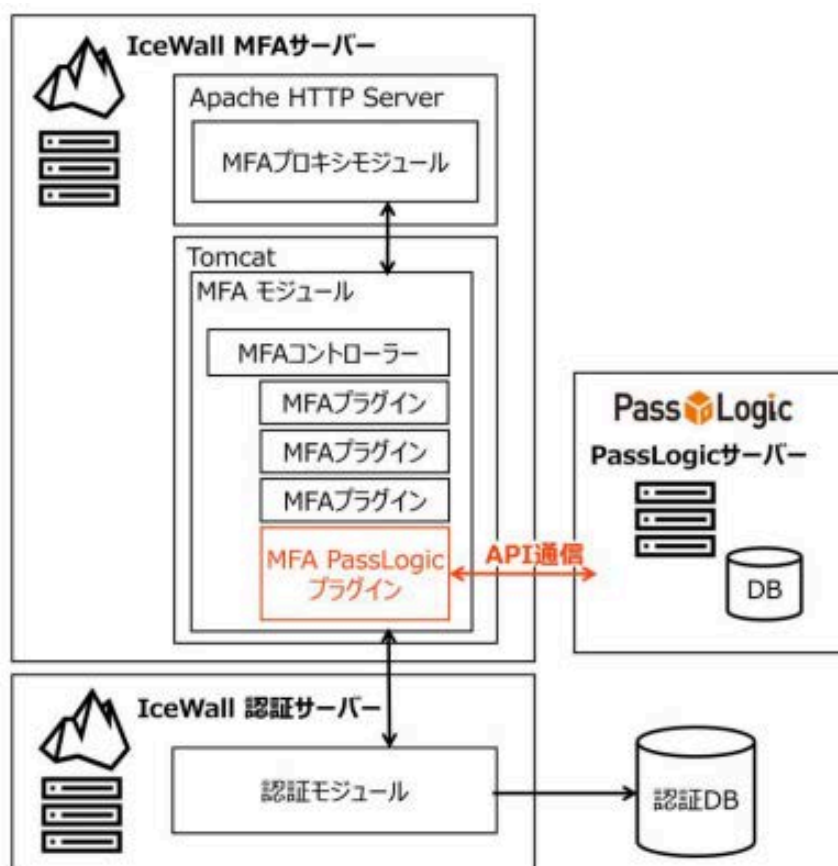 IceWall MFAサーバー
Apache HTTP Server
MFAプロキシモジュール
Tomcat
MFA モジュール
MFAコントローラー
MFAプラグイン
MFAプラグイン
MFAプラグイン
MFA PassLogic
プラグイン
API通信
PassLogic
PassLogicサーバー
DB
IceWall 認証サーバー
認証モジュール
認証DB